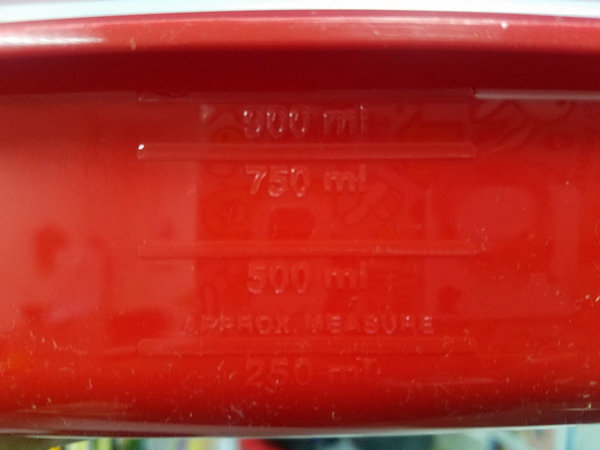 900 ml
750 ml
500 ml
APPROX. MEASURE
250 ml